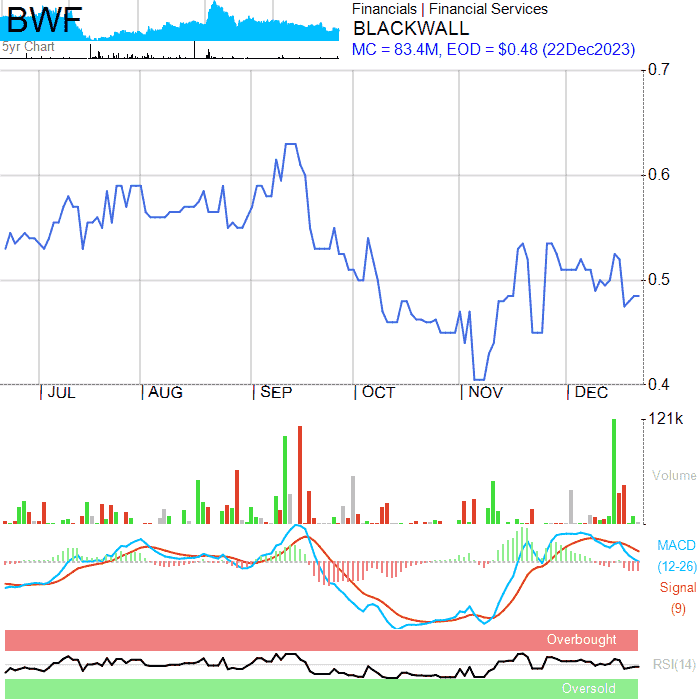 BWF
5yr Chart
Financials | Financial Services
BLACKWALL
MC = 83.4M, EOD = $0.48 (22Dec2023)
0.7
0.6
0.5
0.4
JUL AUG SEP OCT NOV DEC
121k
Volume
MACD
(12-26)
Signal
(9)
Overbought
RSI(14)
Oversold